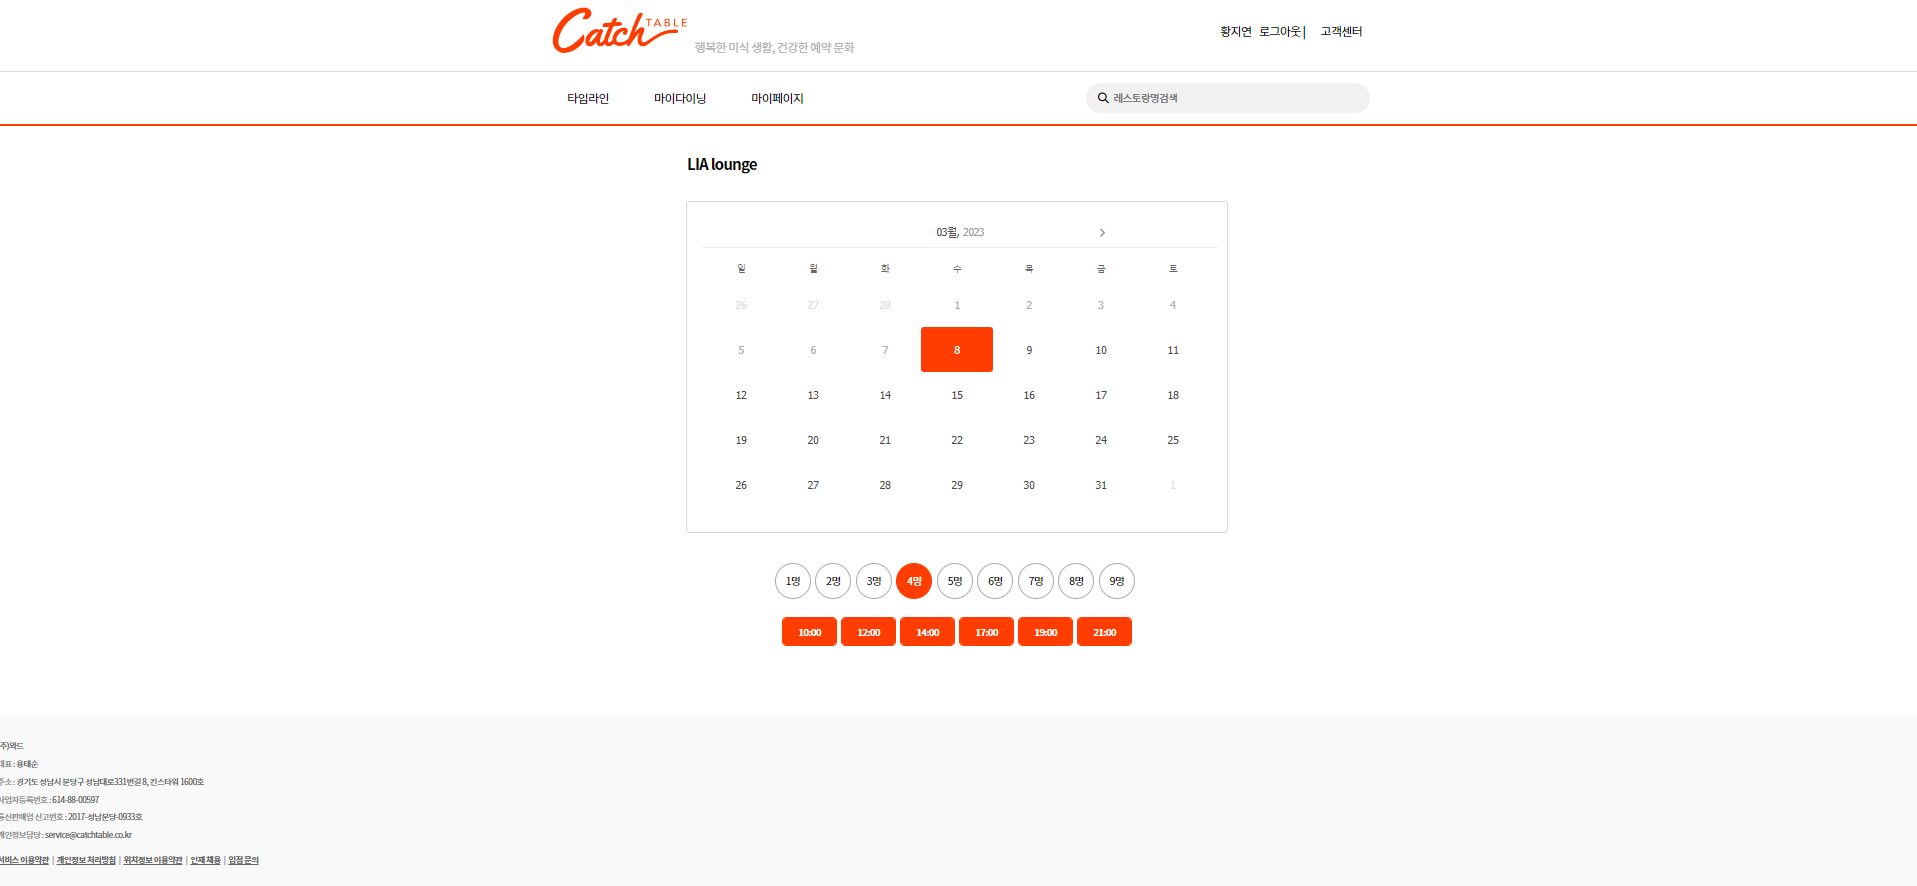 Catch TABLE
행복한 미식 생활, 건강한 예약 문화
황지연 로그아웃 | 고객센터
타임라인 마이다이닝 마이페이지
레스토랑명검색
LIA lounge
03월, 2023
일 월 화 수 목 금 토
26 27 28 1 2 3 4
5 6 7 8 9 10 11
12 13 14 15 16 17 18
19 20 21 22 23 24 25
26 27 28 29 30 31 1
1명 2명 3명 4명 5명 6명 7명 8명 9명
10:00 12:00 14:00 17:00 19:00 21:00
주)와드
대표 : 용태순
주소 : 경기도 성남시 분당구 성남대로331번길 8, 킨스타워 1600호
사업자등록번호 : 614-88-00597
통신판매업 신고번호 : 2017-성남분당-0933호
개인정보담당 : service@catchtable.co.kr
서비스 이용약관 | 개인정보 처리방침 | 위치정보 이용약관 | 인재 채용 | 입점 문의